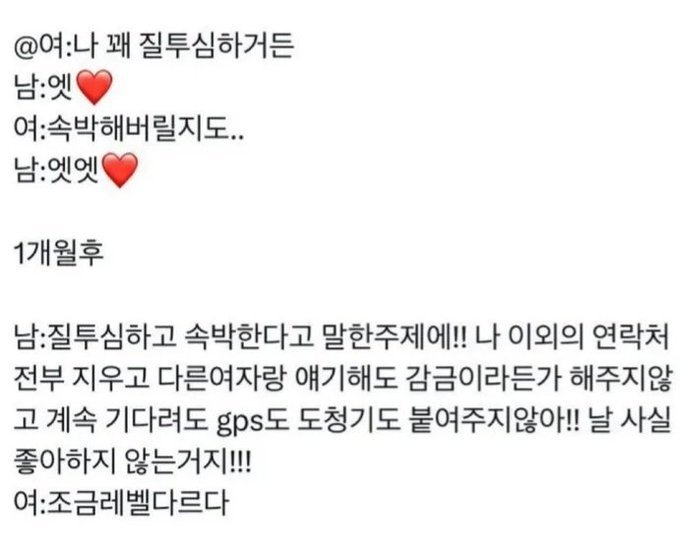 @여:나 꽤 질투심하거든
남:엣❤️
여:속박해버릴지도..
남:엣엣❤️
1개월후
남:질투심하고 속박한다고 말한주제에!! 나 이외의 연락처
전부 지우고 다른여자랑 얘기해도 감금이라든가 해주지않
고 계속 기다려도 gps도 도청기도 붙여주지않아!! 날 사실
좋아하지 않는거지!!!
여:조금레벨다르다